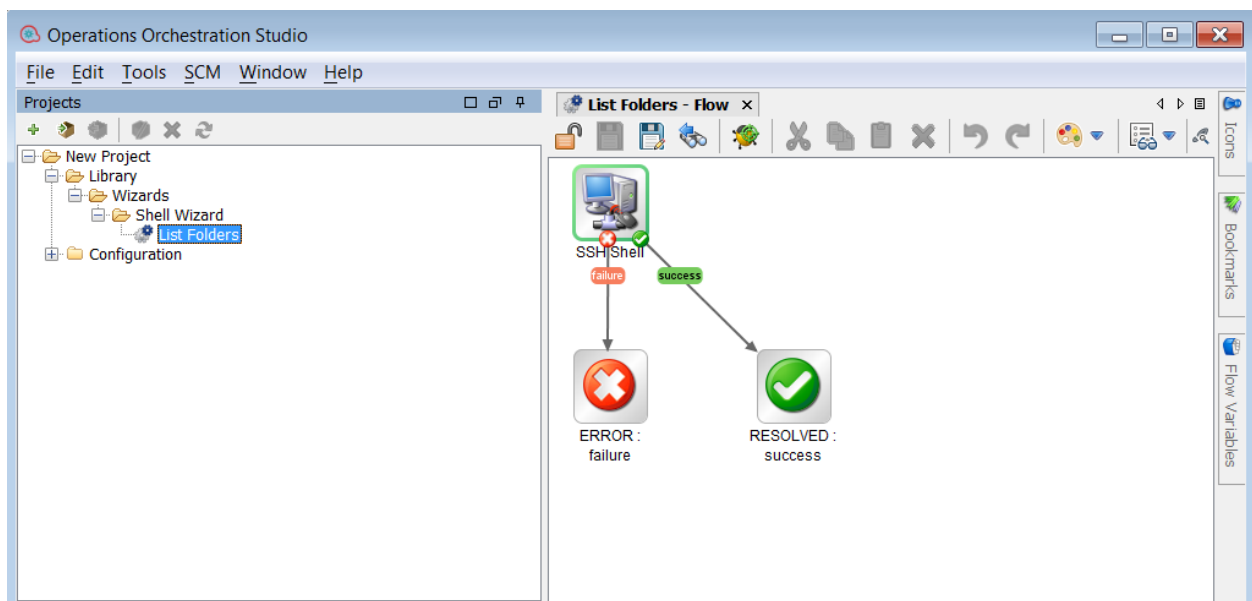 Operations Orchestration Studio
File Edit Tools SCM Window Help
Projects
New Project
Library
Wizards
Shell Wizard
List Folders
Configuration
List Folders - Flow
SSH Shell
failure
success
ERROR :
failure
RESOLVED :
success
Icons
Bookmarks
Flow Variables